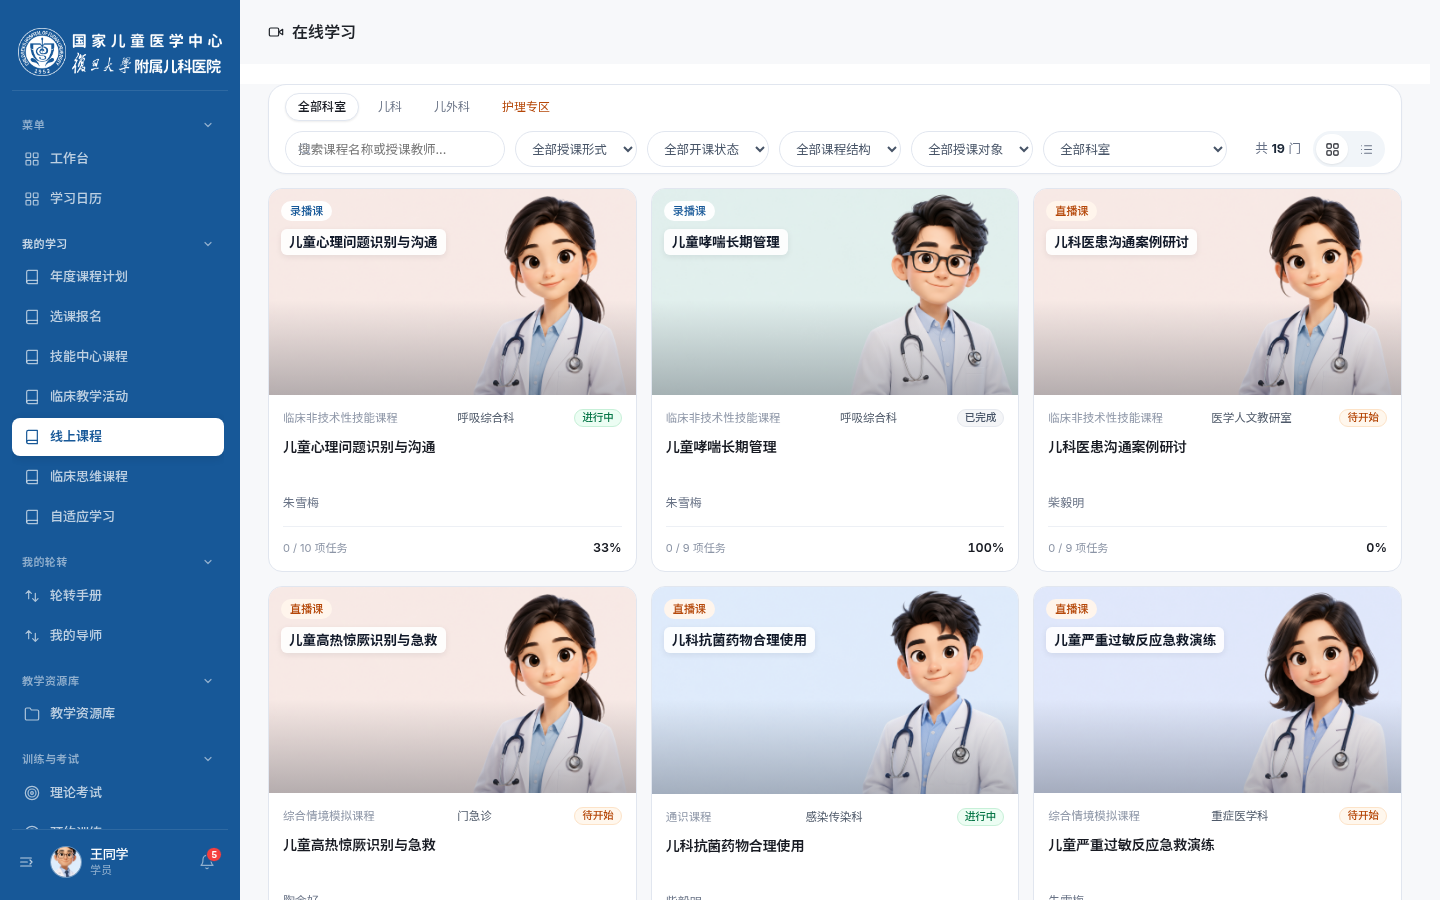 国家儿童医学中心
復旦大學附属儿科医院
1952
菜单
工作台
学习日历
我的学习
年度课程计划
选课报名
技能中心课程
临床教学活动
线上课程
临床思维课程
自适应学习
我的轮转
轮转手册
我的导师
教学资源库
教学资源库
训练与考试
理论考试
王同学
学员
5
在线学习
全部科室 儿科 儿外科 护理专区
搜索课程名称或授课教师... 全部授课形式 全部开课状态 全部课程结构 全部授课对象 全部科室 共 19 门
录播课
儿童心理问题识别与沟通
临床非技术性技能课程 呼吸综合科 进行中
儿童心理问题识别与沟通
朱雪梅
0 / 10 项任务 33%
录播课
儿童哮喘长期管理
临床非技术性技能课程 呼吸综合科 已完成
儿童哮喘长期管理
朱雪梅
0 / 9 项任务 100%
直播课
儿科医患沟通案例研讨
临床非技术性技能课程 医学人文教研室 待开始
儿科医患沟通案例研讨
柴毅明
0 / 9 项任务 0%
直播课
儿童高热惊厥识别与急救
综合情境模拟课程 门急诊 待开始
儿童高热惊厥识别与急救
直播课
儿科抗菌药物合理使用
通识课程 感染传染科 进行中
儿科抗菌药物合理使用
直播课
儿童严重过敏反应急救演练
综合情境模拟课程 重症医学科 待开始
儿童严重过敏反应急救演练